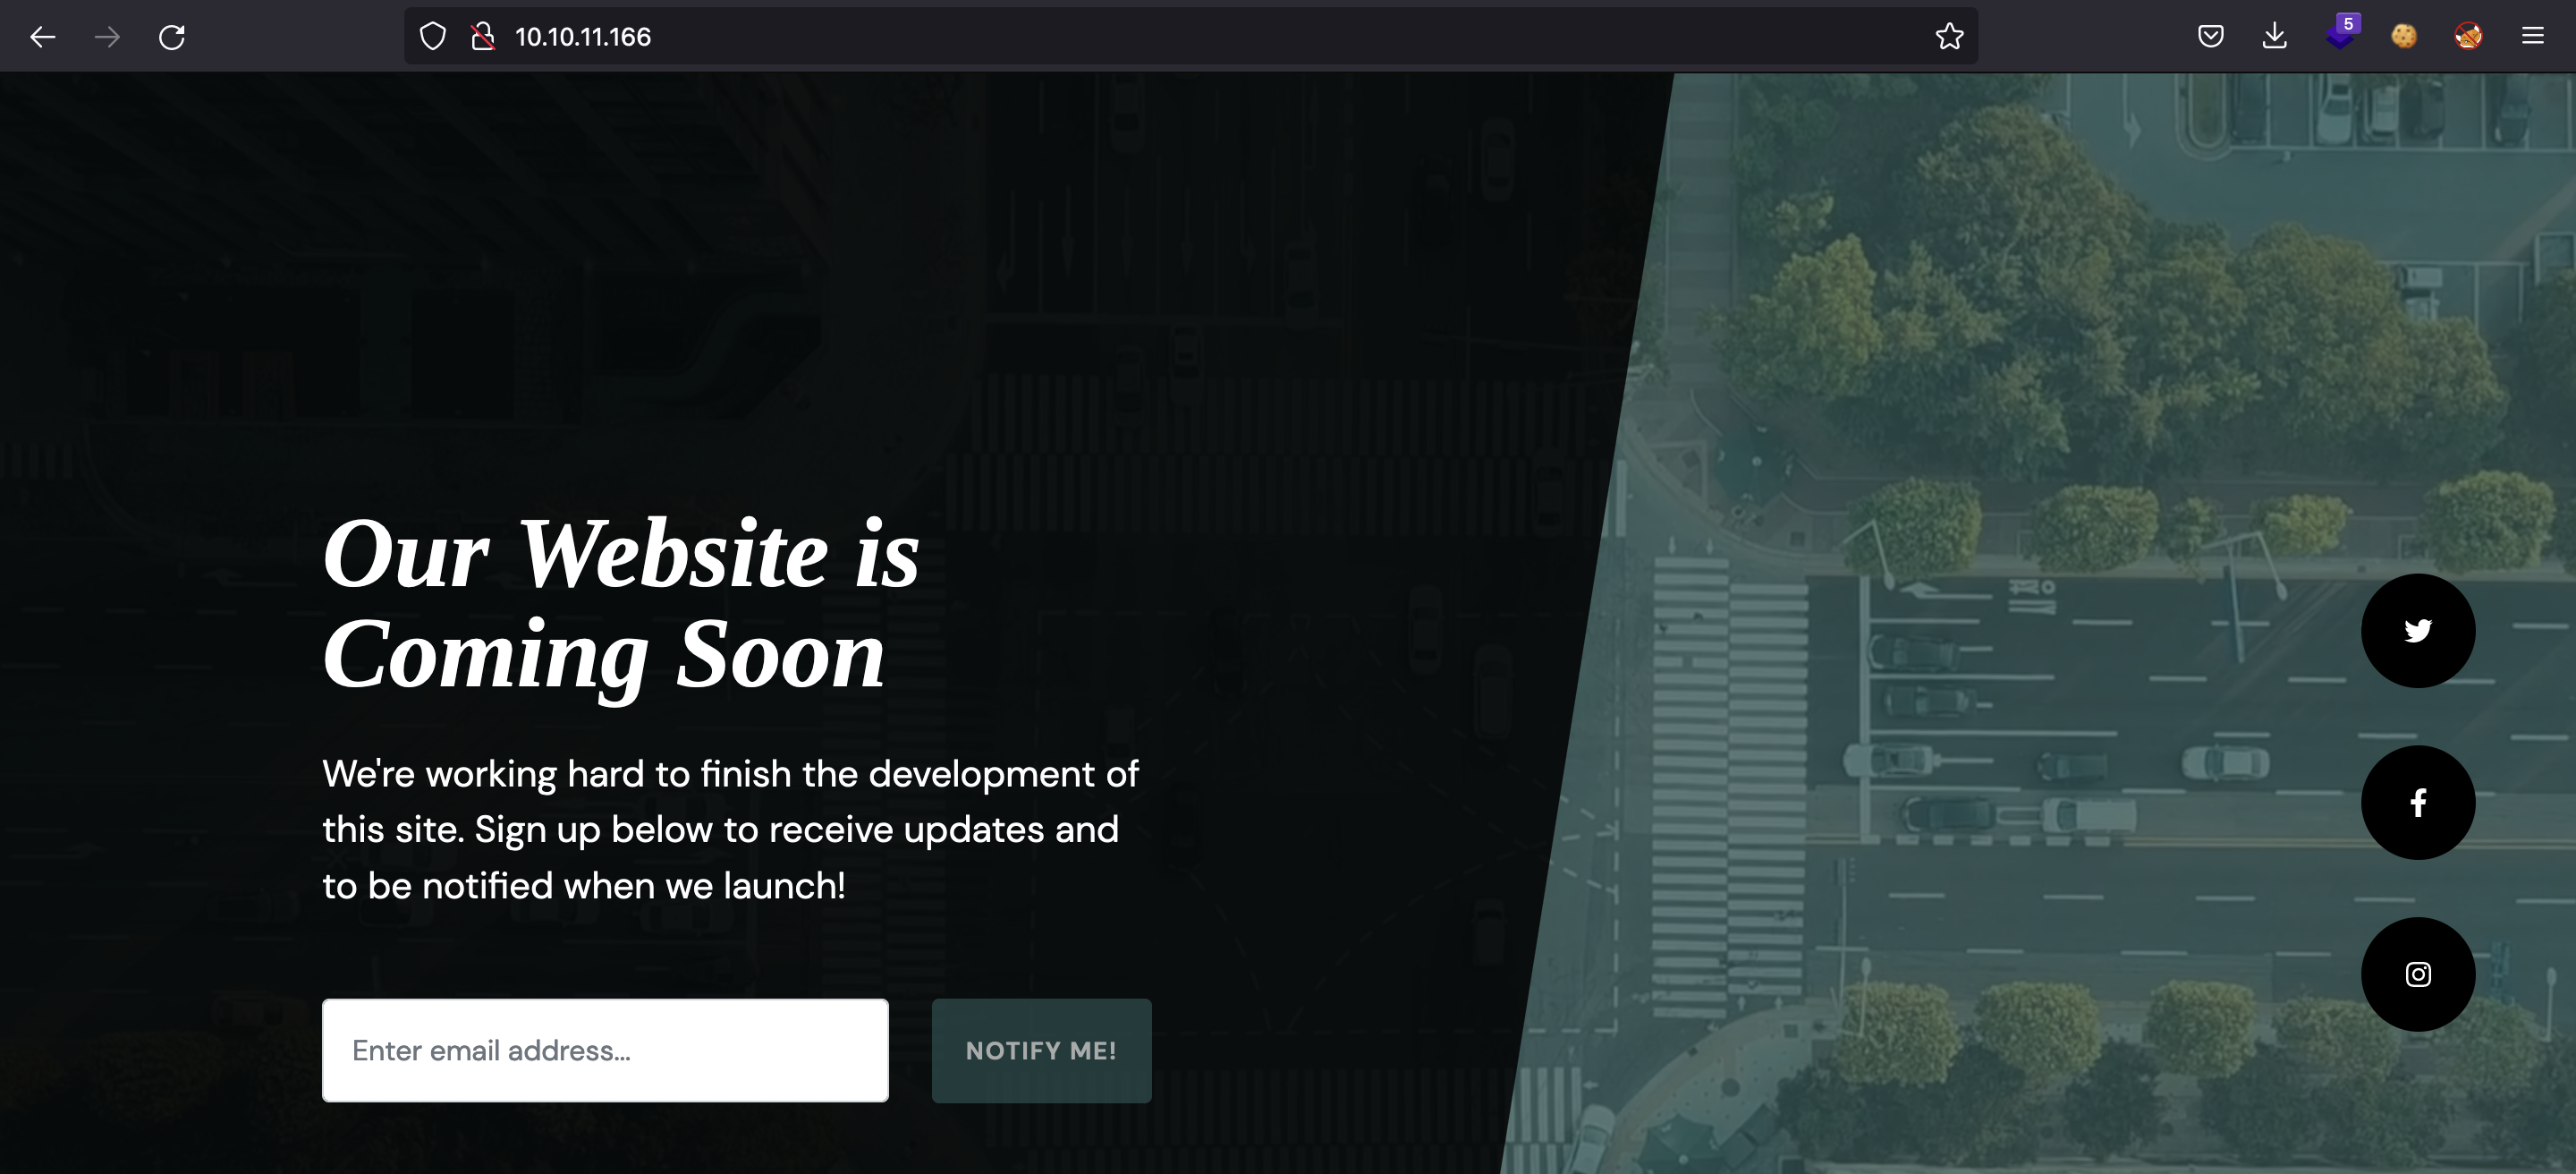 10.10.11.166
5
Our Website is
Coming Soon
We're working hard to finish the development of
this site. Sign up below to receive updates and
to be notified when we launch!
Enter email address...
NOTIFY ME!